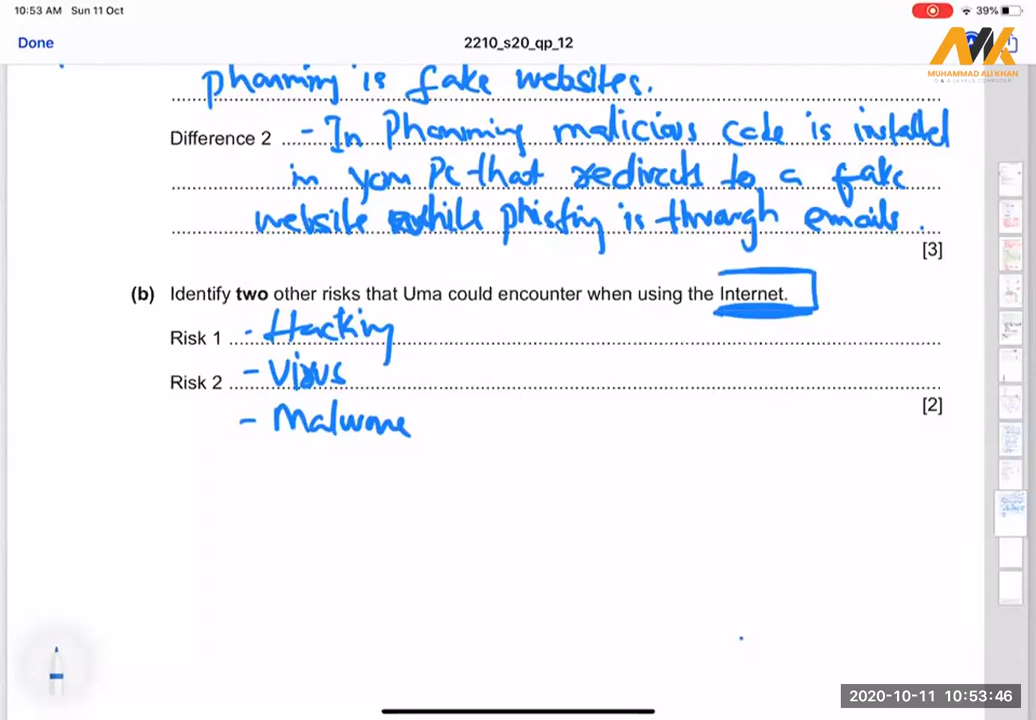 10:53 AM Sun 11 Oct
39%
Done
2210_s20_qp_12
MUHAMMAD ALI KHAN
O & A LEVELS COMPUTER
pharming is fake websites.
Difference 2 - In Pharming malicious code is installed
in your PC that redirects to a fake
website while phisting is through emails.
[3]
(b) Identify two other risks that Uma could encounter when using the Internet.
Risk 1 - Hacking
Risk 2 - Virus
[2]
- Malware
2020-10-11 10:53:46